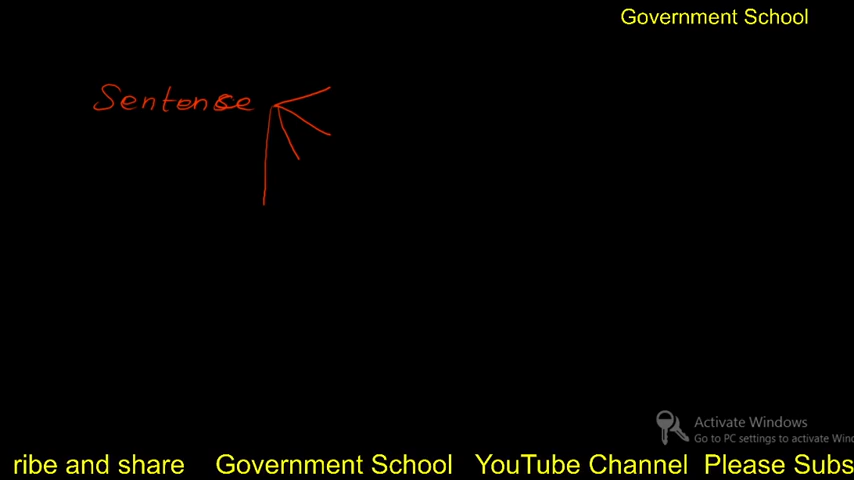 Government School
Sentence
Activate Windows
Go to PC settings to activate Win
ribe and share Government School YouTube Channel Please Subs